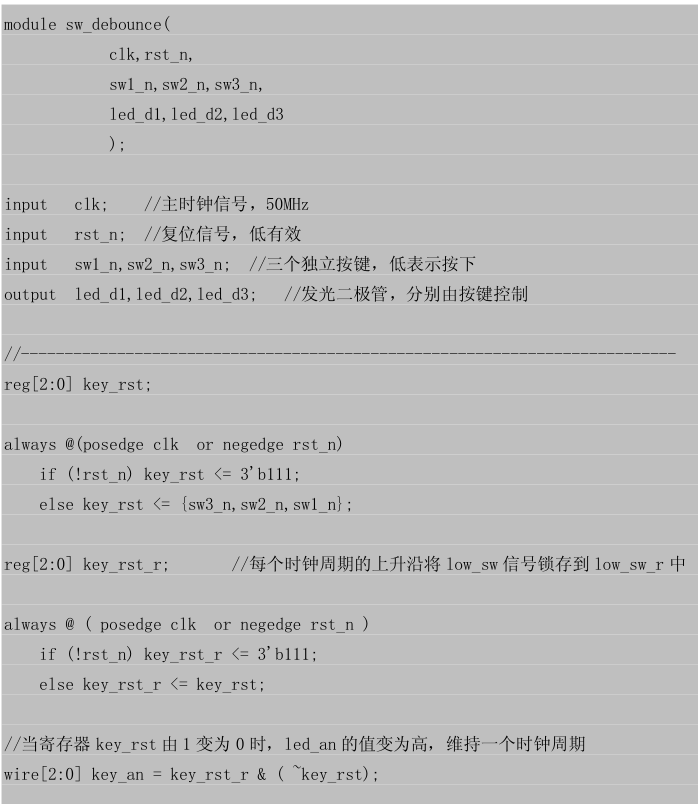 module sw_debounce(
clk,rst_n,
sw1_n,sw2_n,sw3_n,
led_d1,led_d2,led_d3
);
input clk; //主时钟信号，50MHz
input rst_n; //复位信号，低有效
input sw1_n,sw2_n,sw3_n; //三个独立按键，低表示按下
output led_d1,led_d2,led_d3; //发光二极管，分别由按键控制
//---------------------------------------------------------------------------
reg[2:0] key_rst;
always @(posedge clk or negedge rst_n)
if (!rst_n) key_rst <= 3'b111;
else key_rst <= {sw3_n,sw2_n,sw1_n};
reg[2:0] key_rst_r; //每个时钟周期的上升沿将 low_sw 信号锁存到 low_sw_r 中
always @ ( posedge clk or negedge rst_n )
if (!rst_n) key_rst_r <= 3'b111;
else key_rst_r <= key_rst;
//当寄存器 key_rst 由 1 变为 0 时，led_an 的值变为高，维持一个时钟周期
wire[2:0] key_an = key_rst_r & ( ~key_rst);